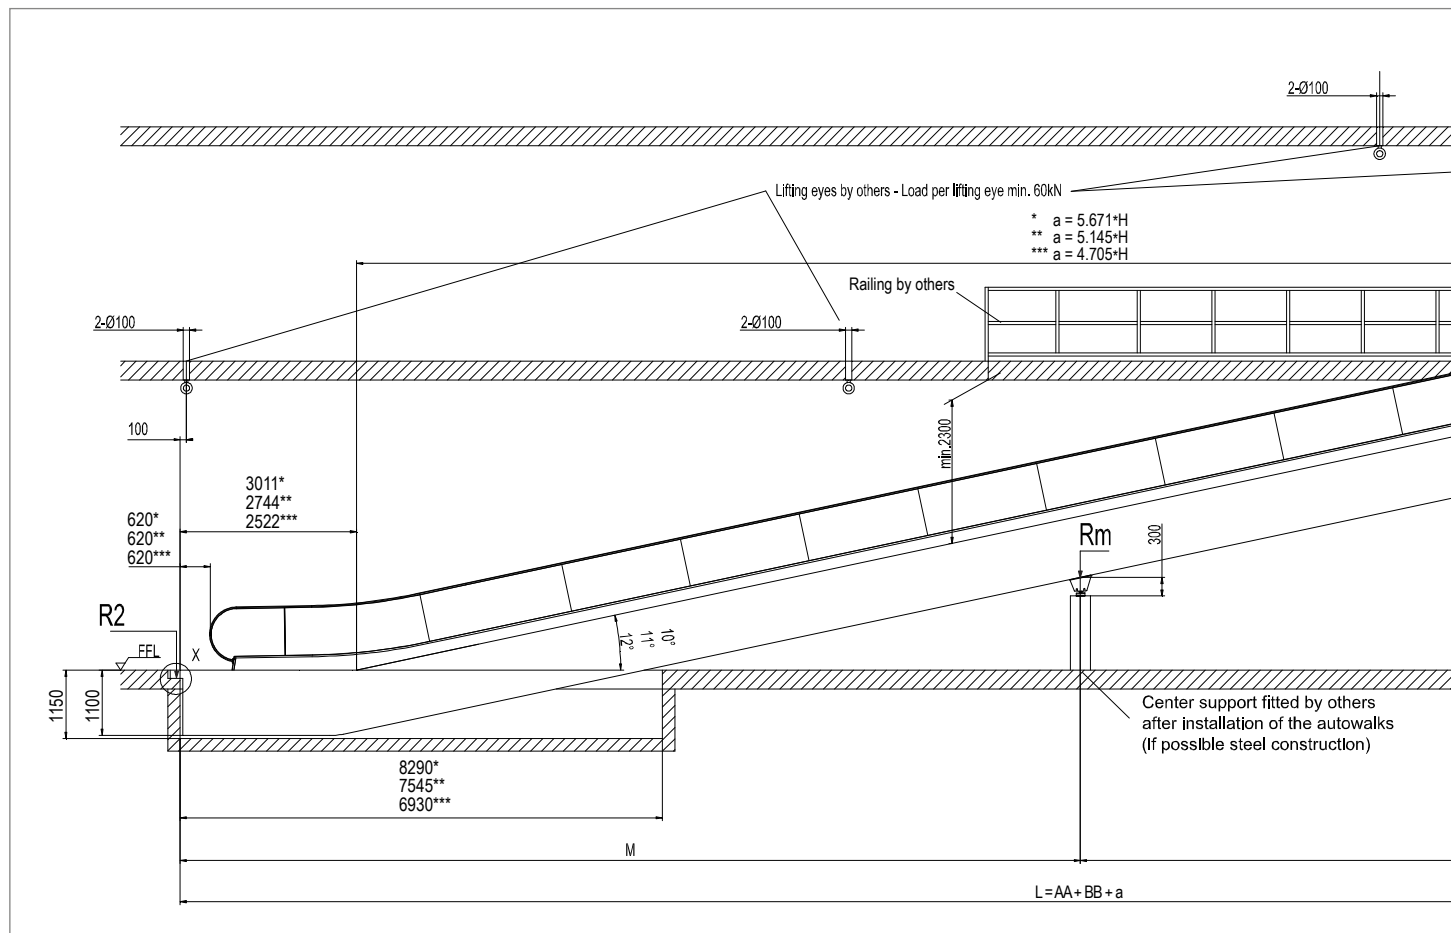 2-Ø100
Lifting eyes by others - Load per lifting eye min. 60kN
* a = 5.671*H
** a = 5.145*H
*** a = 4.705*H
Railing by others
2-Ø100
2-Ø100
100
min.2300
3011*
2744**
2522***
620*
620**
620***
Rm
300
R2
FFL
X
10°
11°
12°
1150
1100
Center support fitted by others
after installation of the autowalks
(If possible steel construction)
8290*
7545**
6930***
M
L=AA+BB+a